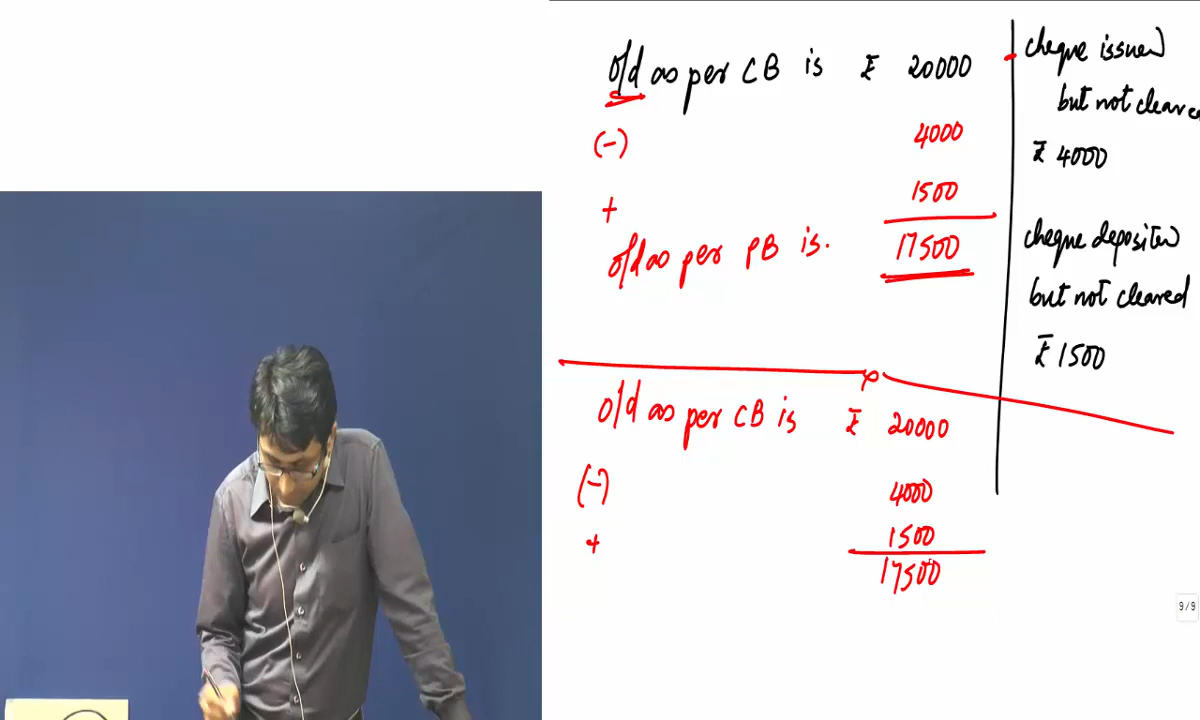 o/d as per CB is ₹ 20000
(-) 4000
+ 1500
o/d as per PB is. 17500
cheque issued
but not cleared
₹ 4000
cheque deposited
but not cleared
₹ 1500
o/d as per CB is ₹ 20000
(-) 4000
+ 1500
17500
9/9